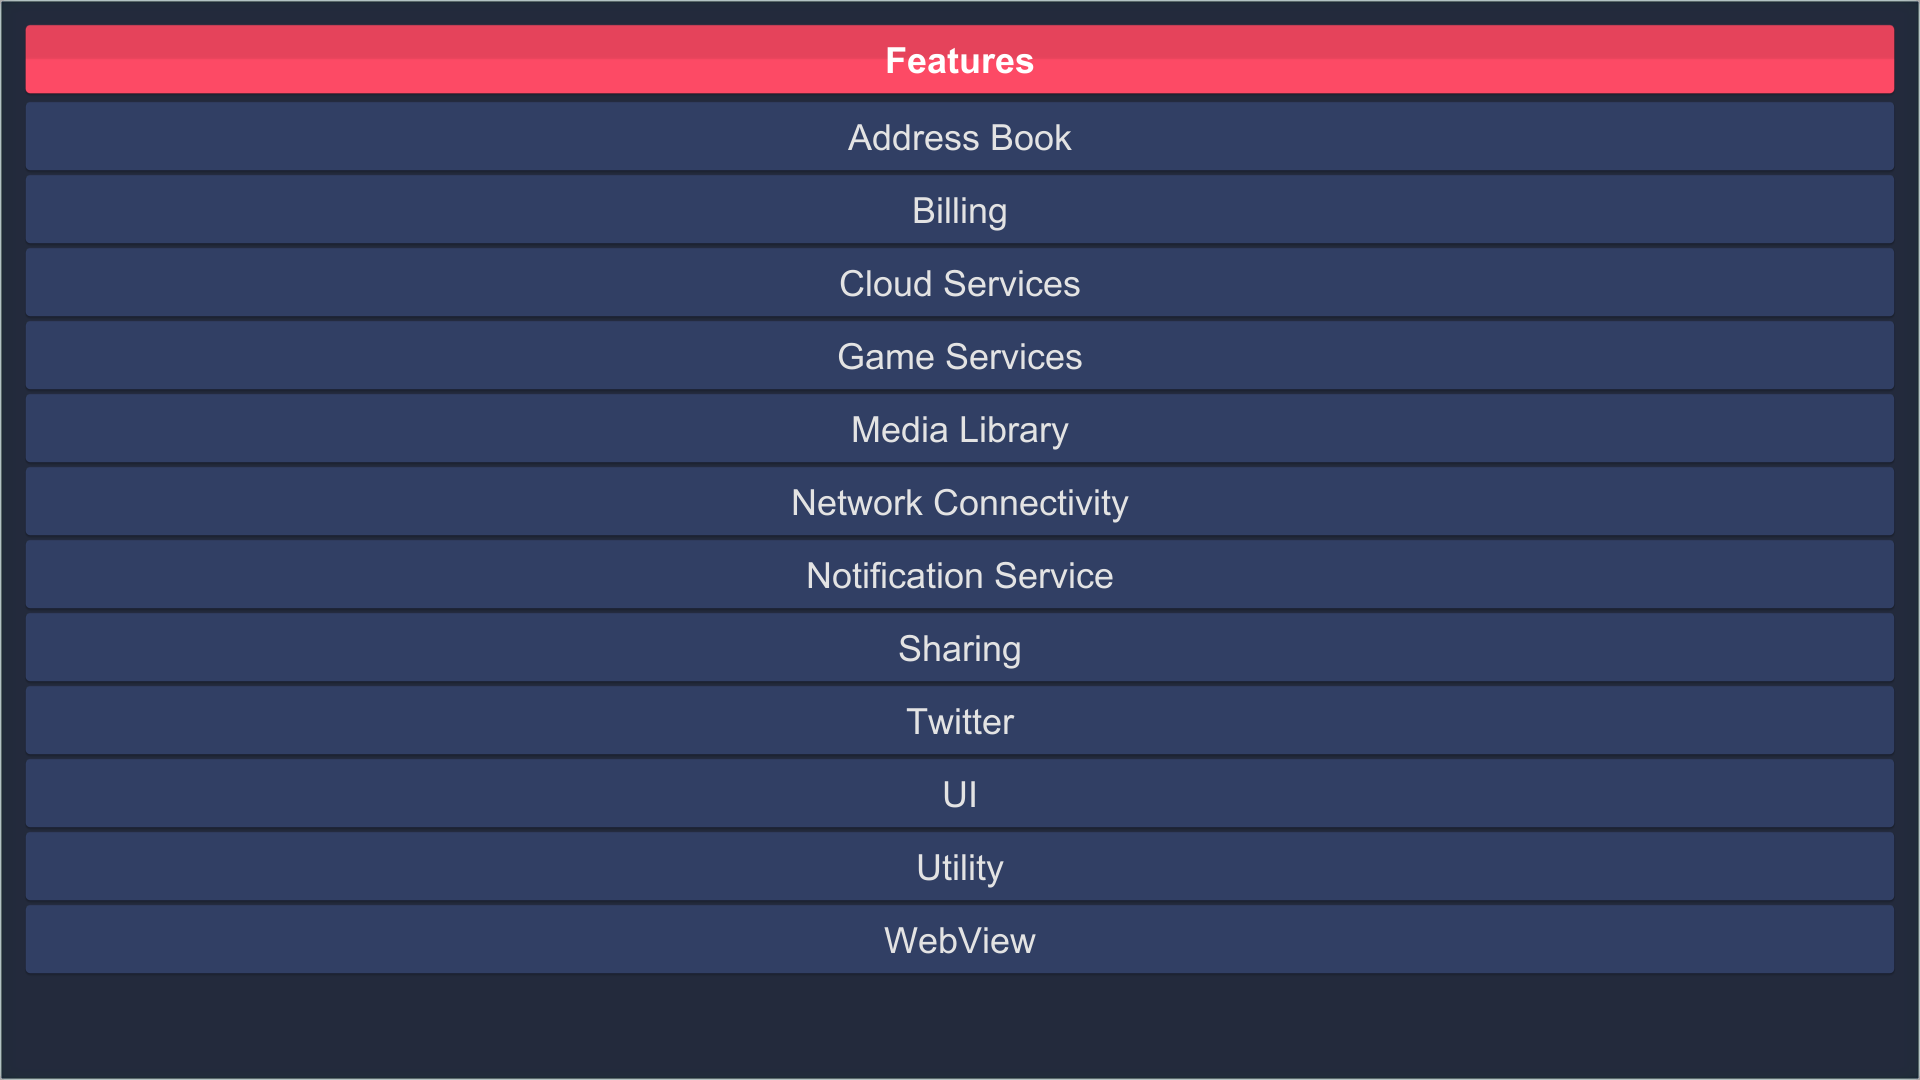 Features
Address Book
Billing
Cloud Services
Game Services
Media Library
Network Connectivity
Notification Service
Sharing
Twitter
UI
Utility
WebView